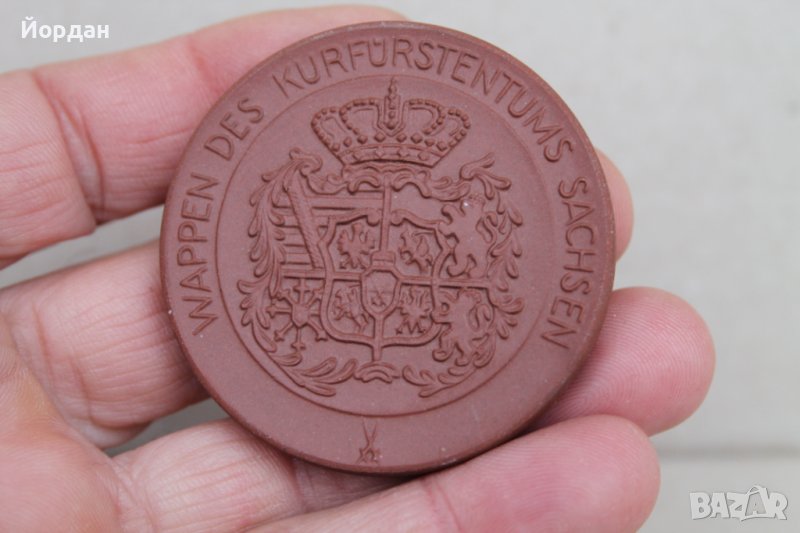 Йордан
WAPPEN DES KURFÜRSTENTUMS SACHSEN
BAZAR